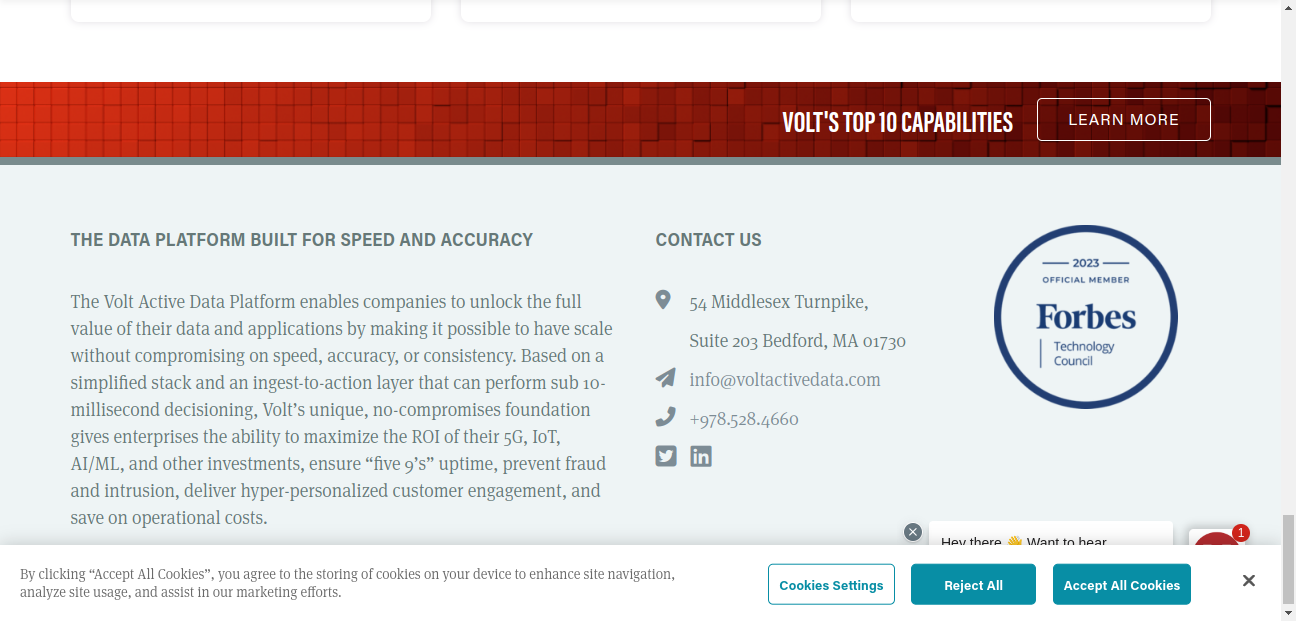 VOLT'S TOP 10 CAPABILITIES
LEARN MORE
THE DATA PLATFORM BUILT FOR SPEED AND ACCURACY
The Volt Active Data Platform enables companies to unlock the full
value of their data and applications by making it possible to have scale
without compromising on speed, accuracy, or consistency. Based on a
simplified stack and an ingest-to-action layer that can perform sub 10-
millisecond decisioning, Volt’s unique, no-compromises foundation
gives enterprises the ability to maximize the ROI of their 5G, IoT,
AI/ML, and other investments, ensure “five 9’s” uptime, prevent fraud
and intrusion, deliver hyper-personalized customer engagement, and
save on operational costs.
CONTACT US
54 Middlesex Turnpike,
Suite 203 Bedford, MA 01730
info@voltactivedata.com
+978.528.4660
in
2023
OFFICIAL MEMBER
Forbes
Technology
Council
Hey there 👋 Want to hear
1
By clicking “Accept All Cookies”, you agree to the storing of cookies on your device to enhance site navigation,
analyze site usage, and assist in our marketing efforts.
Cookies Settings
Reject All
Accept All Cookies